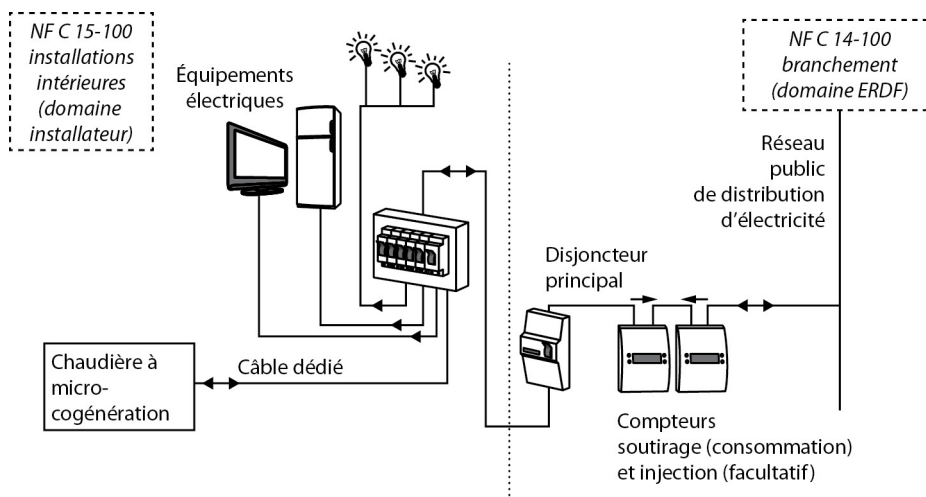 NF C 15-100
installations
intérieures
(domaine
installateur)
Équipements
électriques
NF C 14-100
branchement
(domaine ERDF)
Réseau
public
de distribution
d’électricité
Disjoncteur
principal
Chaudière à
micro-
cogénération
Câble dédié
Compteurs
soutirage (consommation)
et injection (facultatif)